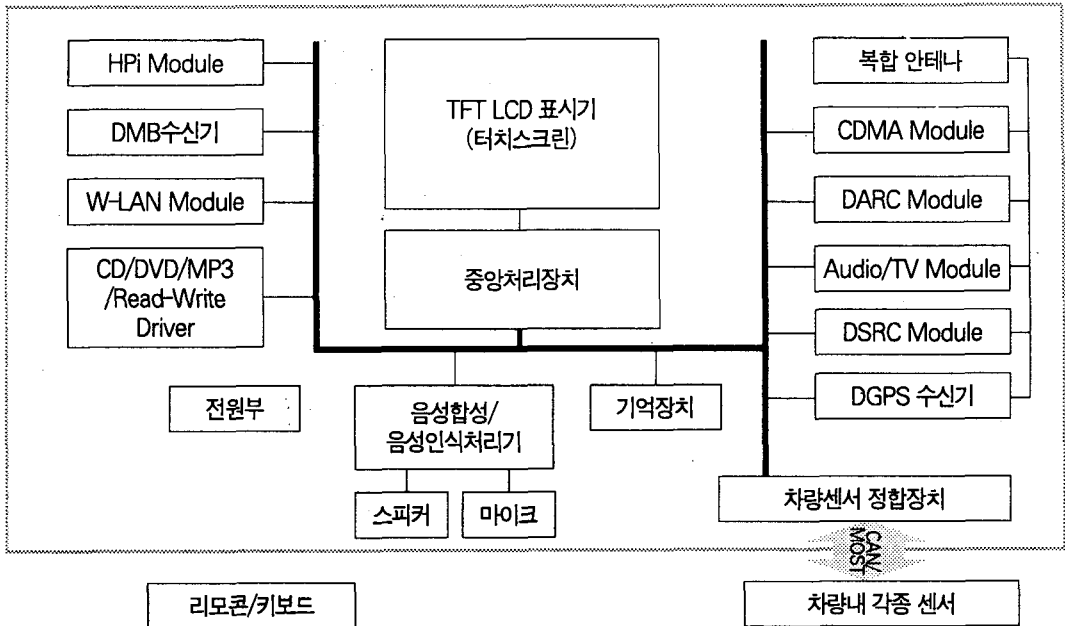 HPi Module
DMB수신기
W-LAN Module
CD/DVD/MP3
/Read-Write
Driver
TFT LCD 표시기
(터치스크린)
중앙처리장치
복합 안테나
CDMA Module
DARC Module
Audio/TV Module
DSRC Module
DGPS 수신기
전원부
음성합성/
음성인식처리기
기억장치
스피커
마이크
차량센서 정합장치
CAN/
MOST
리모콘/키보드
차량내 각종 센서